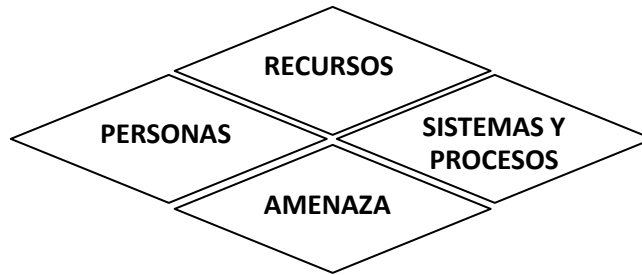 RECURSOS
PERSONAS
SISTEMAS Y
PROCESOS
AMENAZA